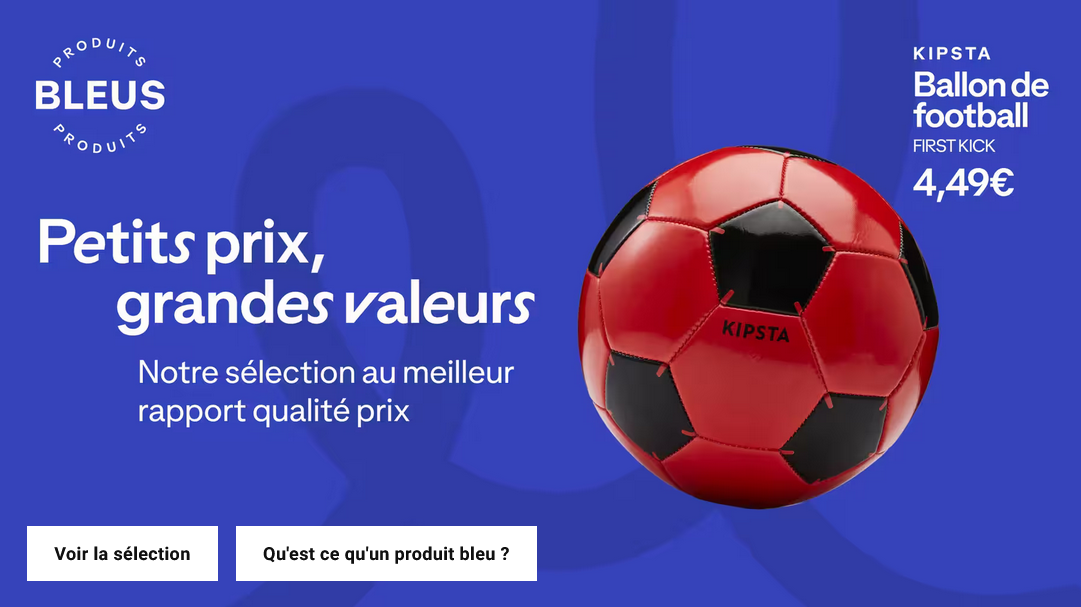 PRODUITS
BLEUS
PRODUITS
KIPSTA
Ballon de
football
FIRST KICK
4,49€
Petits prix,
grandes valeurs
Notre sélection au meilleur
rapport qualité prix
KIPSTA
Voir la sélection
Qu'est ce qu'un produit bleu ?